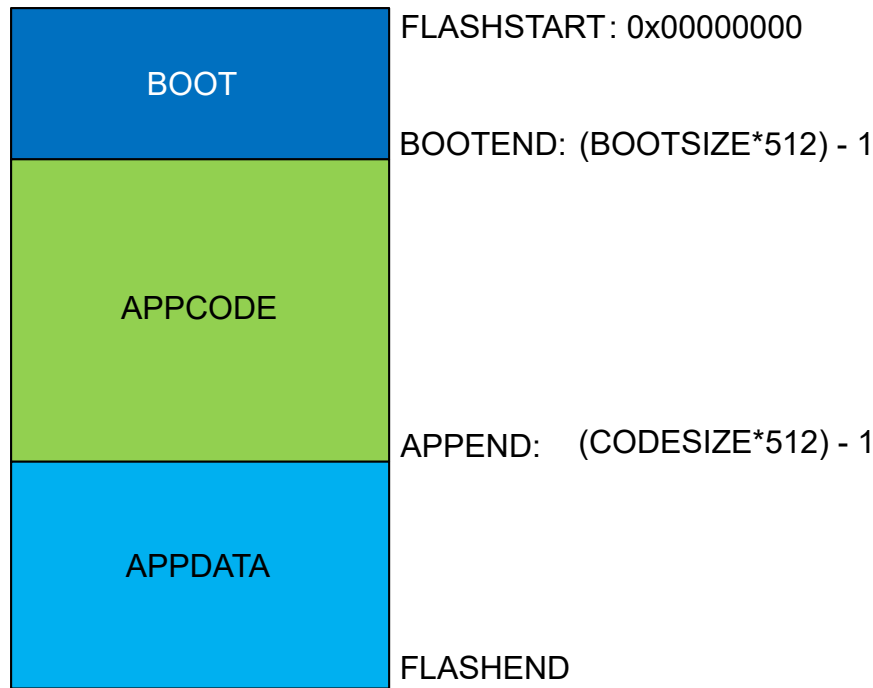 FLASHSTART: 0x00000000
BOOT
BOOTEND: (BOOTSIZE*512) - 1
APPCODE
APPEND: (CODESIZE*512) - 1
APPDATA
FLASHEND